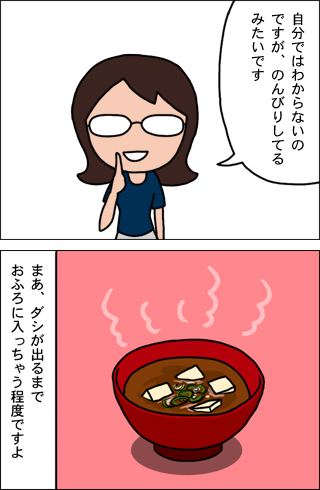 自分ではわからないの
ですが、のんびりしてる
みたいです
まあ、ダシが出るまで
おふろに入っちゃう程度ですよ